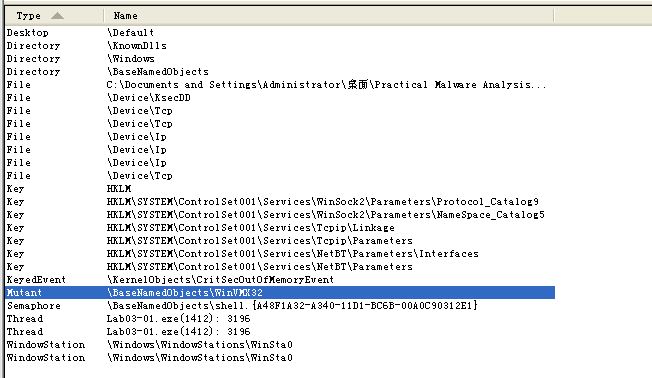 Type Name
Desktop \Default
Directory \KnownDlls
Directory \Windows
Directory \BaseNamedObjects
File C:\Documents and Settings\Administrator\桌面\Practical Malware Analysis...
File \Device\KsecDD
File \Device\Tcp
File \Device\Tcp
File \Device\Ip
File \Device\Ip
File \Device\Ip
File \Device\Tcp
Key HKLM
Key HKLM\SYSTEM\ControlSet001\Services\WinSock2\Parameters\Protocol_Catalog9
Key HKLM\SYSTEM\ControlSet001\Services\WinSock2\Parameters\NameSpace_Catalog5
Key HKLM\SYSTEM\ControlSet001\Services\Tcpip\Linkage
Key HKLM\SYSTEM\ControlSet001\Services\Tcpip\Parameters
Key HKLM\SYSTEM\ControlSet001\Services\NetBT\Parameters\Interfaces
Key HKLM\SYSTEM\ControlSet001\Services\NetBT\Parameters
KeyedEvent \KernelObjects\CritSecOutOfMemoryEvent
Mutant \BaseNamedObjects\WinVMX32
Semaphore \BaseNamedObjects\shell.{A48F1A32-A340-11D1-BC6B-00A0C90312E1}
Thread Lab03-01.exe(1412): 3196
Thread Lab03-01.exe(1412): 3196
WindowStation \Windows\WindowStations\WinSta0
WindowStation \Windows\WindowStations\WinSta0